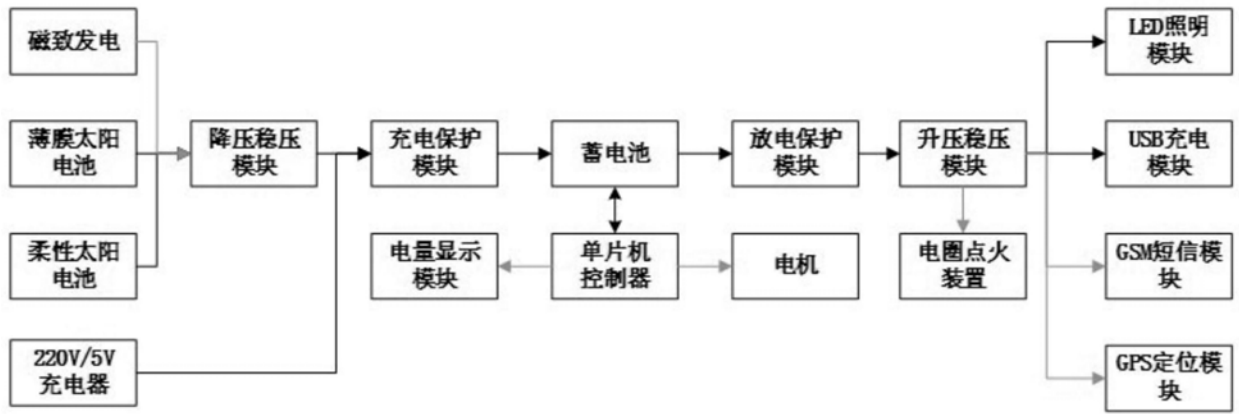 磁致发电
薄膜太阳
电池
柔性太阳
电池
220V/5V
充电器
降压稳压
模块
充电保护
模块
蓄电池
放电保护
模块
升压稳压
模块
电量显示
模块
单片机
控制器
电机
电圈点火
装置
LED照明
模块
USB充电
模块
GSM短信模
块
GPS定位模
块